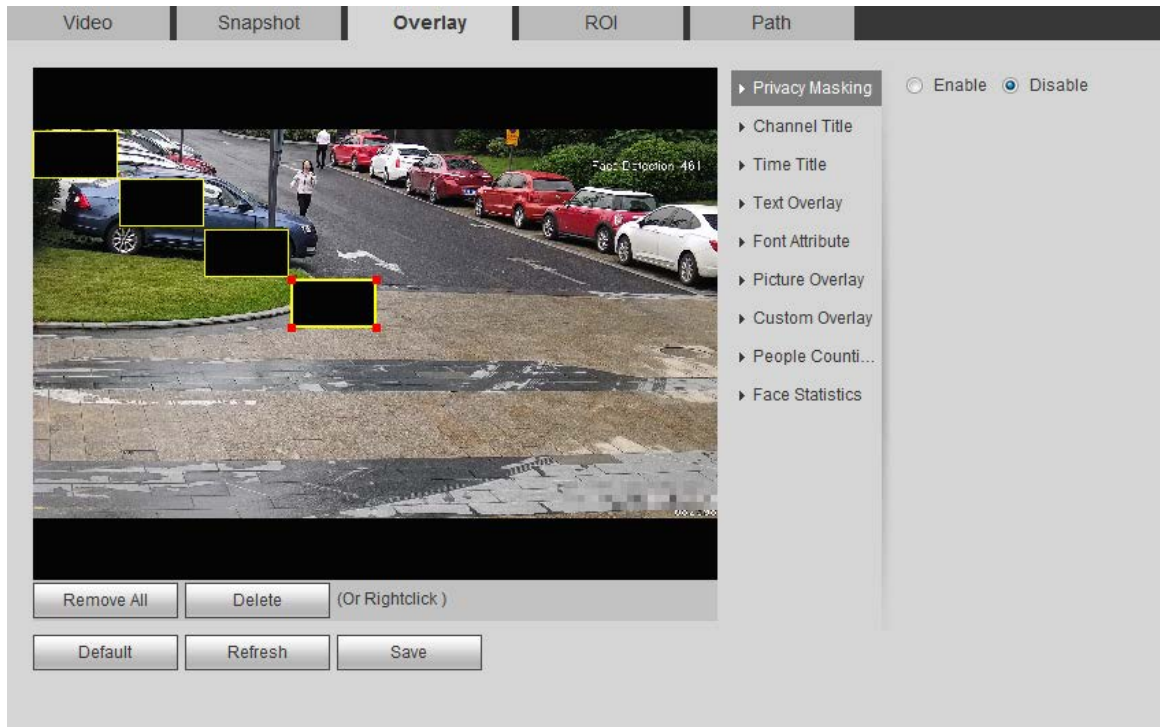 Video Snapshot Overlay ROI Path
Privacy Masking
Enable Disable
Channel Title
Time Title
Text Overlay
Font Attribute
Picture Overlay
Custom Overlay
People Counti...
Face Statistics
Face Detection 461
Remove All Delete (Or Rightclick )
Default Refresh Save